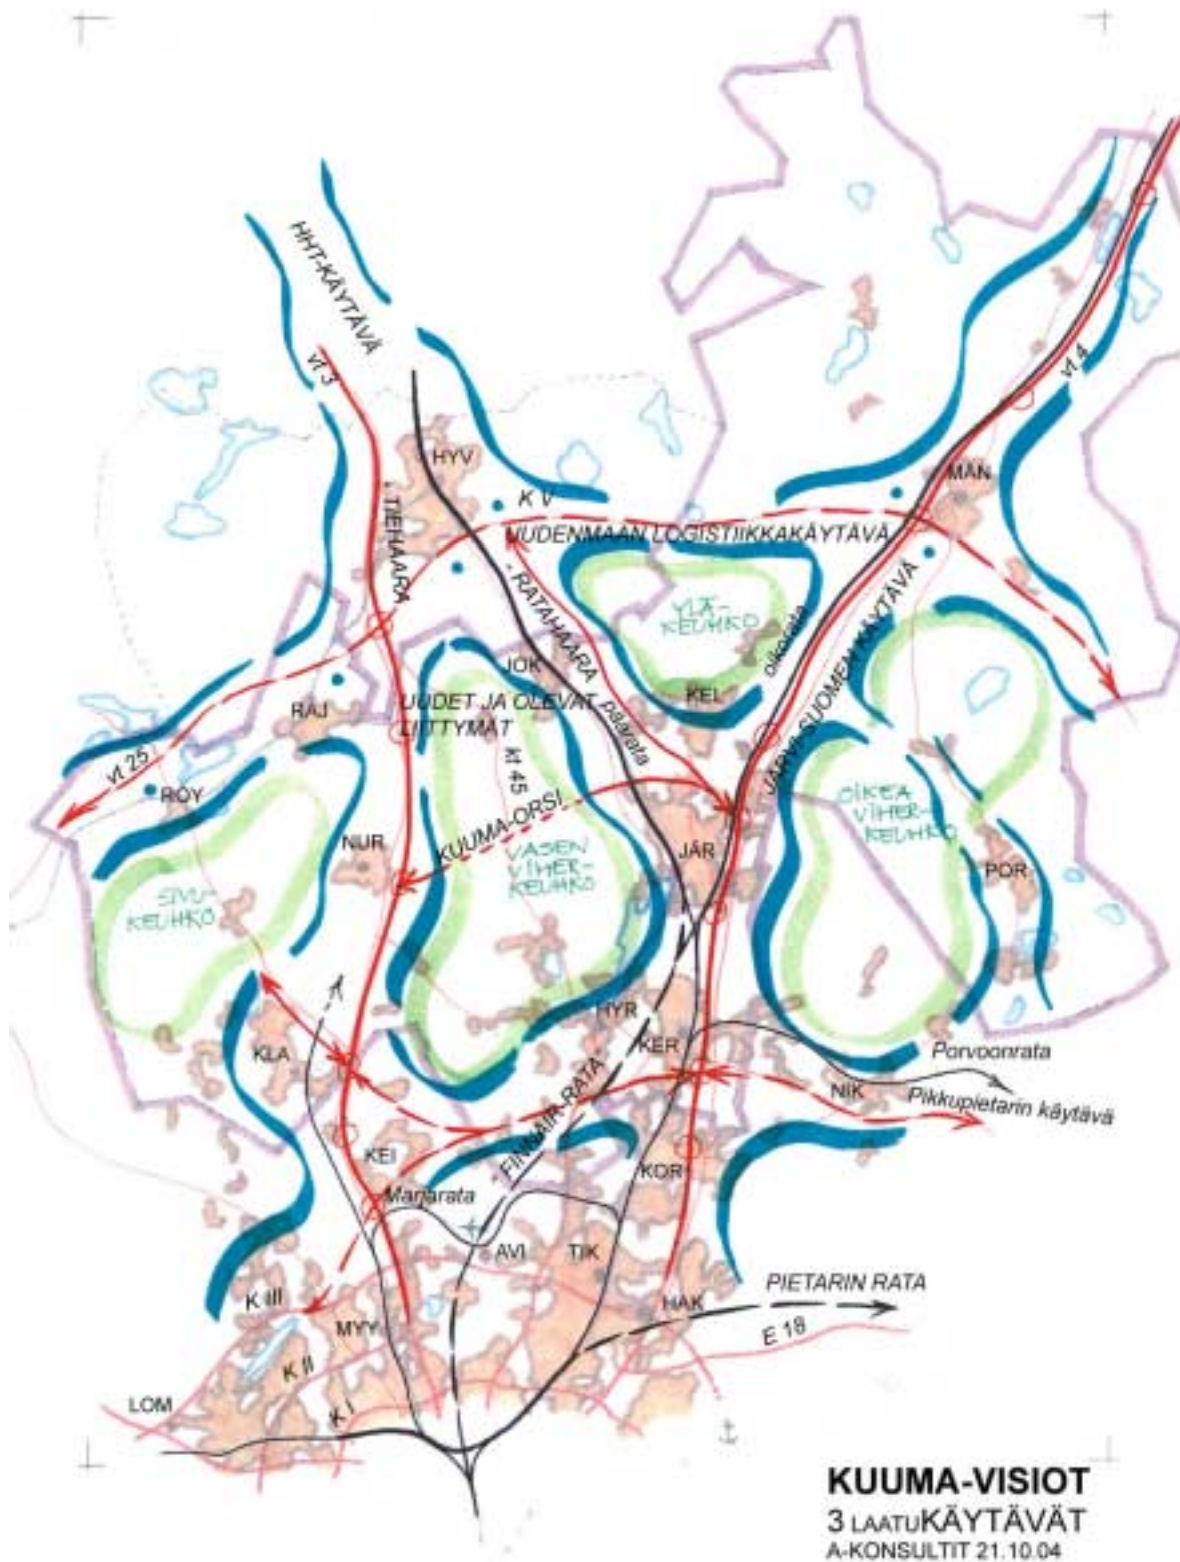 HHT-KÄYTÄVÄ
vt 3
vt 4
HYV
MÄN
K V
UUDENMAAN LOGISTIIKKAKÄYTÄVÄ
- TIEHAARA
- RATAHAARA
YLÄ-
KEUHKO
oikorata
JÄRVI-SUOMEN KÄYTÄVÄ
JOK
KEL
RAJ
UUDET JA OLEVAT
LIITTYMÄT
päärata
vt 25
kt 45
RÖY
OIKEA
VIHER-
KEUHKO
KUUMA-ORSI
NUR
JÄR
VASEN
VIHER-
KEUHKO
POR
SIVU-
KEUHKO
HYR
KER
KLA
Porvoonrata
NIK
Pikkupietarin käytävä
- FINNAIR-RATA
KEI
KOR
Marjarata
AVI
TIK
PIETARIN RATA
K III
HAK
MYY
E 18
K II
LOM
K I
KUUMA-VISIOT
3 LAATUKÄYTÄVÄT
A-KONSULTIT 21.10.04